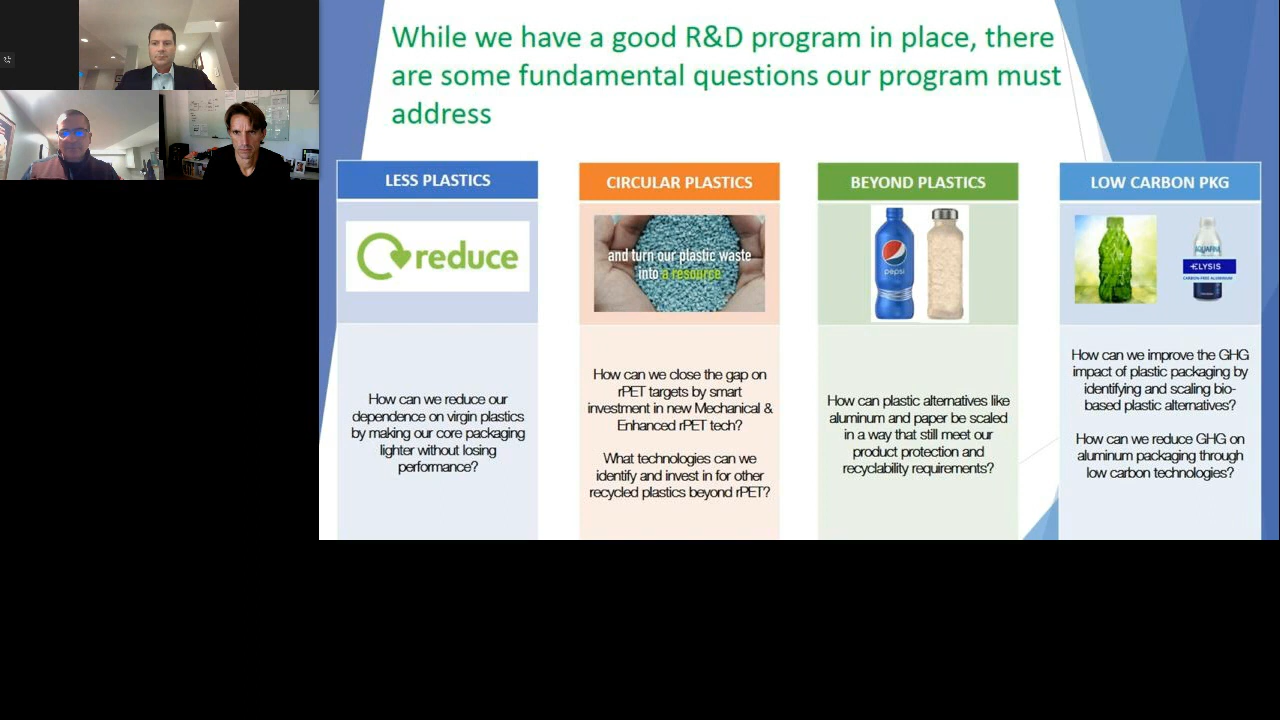 While we have a good R&D program in place, there
are some fundamental questions our program must
address
LESS PLASTICS
reduce
How can we reduce our
dependence on virgin plastics
by making our core packaging
lighter without losing
performance?
CIRCULAR PLASTICS
and turn our plastic waste
into a resource
How can we close the gap on
rPET targets by smart
investment in new Mechanical &
Enhanced rPET tech?
What technologies can we
identify and invest in for other
recycled plastics beyond rPET?
BEYOND PLASTICS
pepsi
How can plastic alternatives like
aluminum and paper be scaled
in a way that still meet our
product protection and
recyclability requirements?
LOW CARBON PKG
AQUAFINA
ELYSIS
CARBON-FREE ALUMINIUM
How can we improve the GHG
impact of plastic packaging by
identifying and scaling bio-
based plastic alternatives?
How can we reduce GHG on
aluminum packaging through
low carbon technologies?